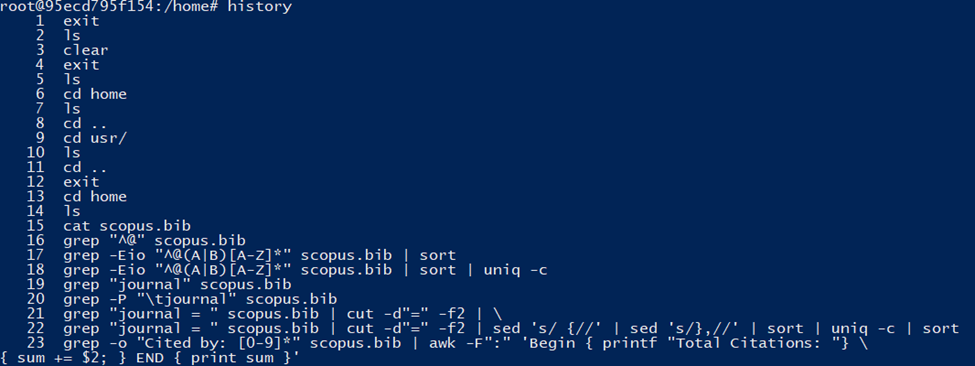 root@95ecd795f154:/home# history
    1  exit
    2  ls
    3  clear
    4  exit
    5  ls
    6  cd home
    7  ls
    8  cd ..
    9  cd usr/
   10  ls
   11  cd ..
   12  exit
   13  cd home
   14  ls
   15  cat scopus.bib
   16  grep "^@" scopus.bib
   17  grep -Eio "^@(A|B)[A-Z]*" scopus.bib | sort
   18  grep -Eio "^@(A|B)[A-Z]*" scopus.bib | sort | uniq -c
   19  grep "journal" scopus.bib
   20  grep -P "\tjournal" scopus.bib
   21  grep "journal = " scopus.bib | cut -d"=" -f2 | \
   22  grep "journal = " scopus.bib | cut -d"=" -f2 | sed 's/ {//' | sed 's/},//' | sort | uniq -c | sort
   23  grep -o "Cited by: [0-9]*" scopus.bib | awk -F":" 'Begin { printf "Total Citations: "} \
{ sum += $2; } END { print sum }'